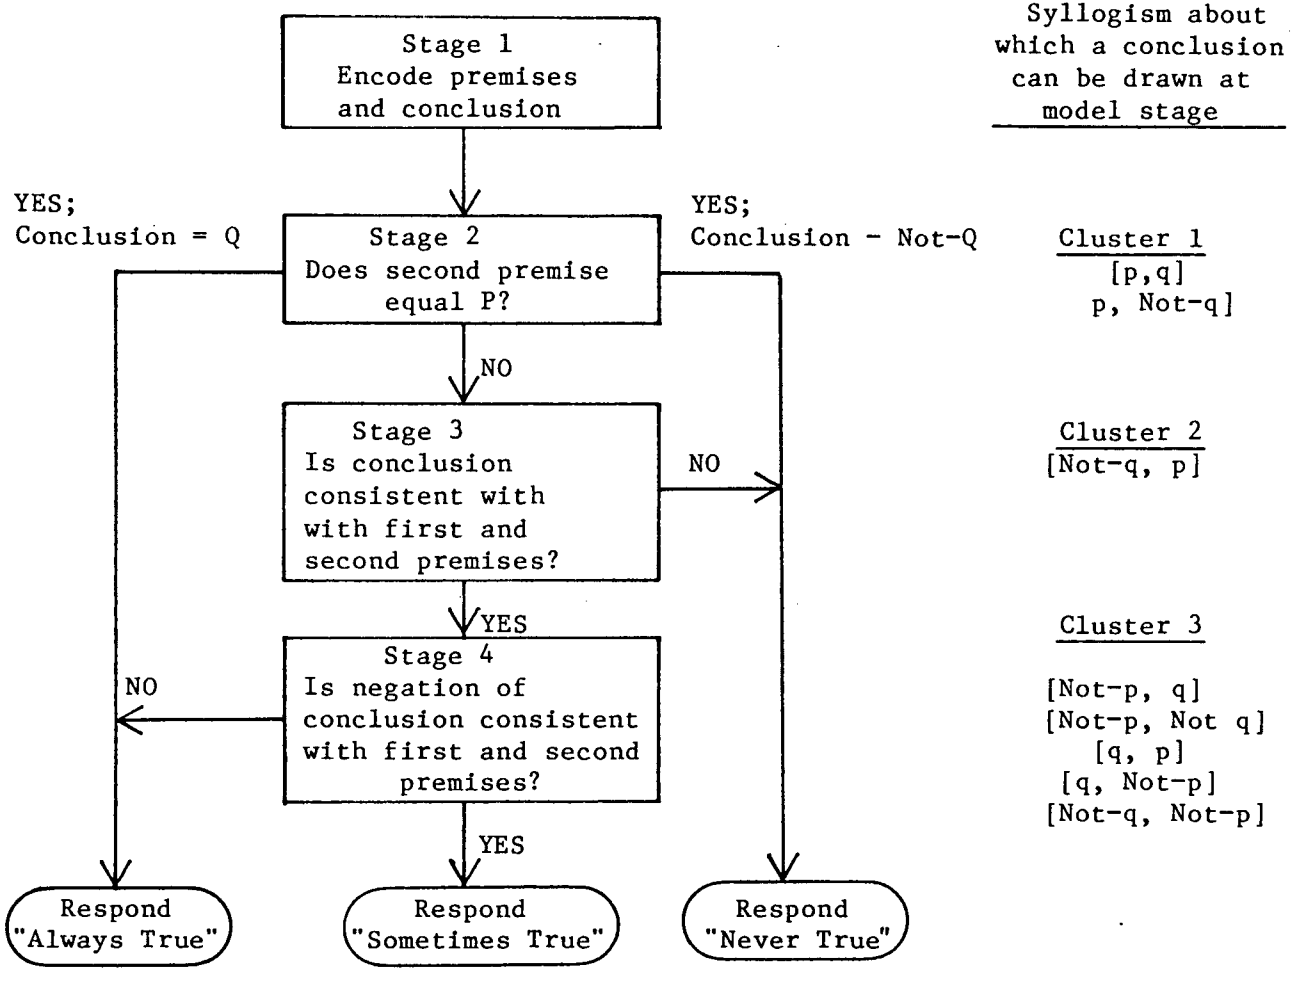 Syllogism about
which a conclusion
can be drawn at
model stage
Stage 1
Encode premises
and conclusion
YES;
Conclusion = Q
Stage 2
Does second premise
equal P?
YES;
Conclusion - Not-Q
Cluster 1
[p,q]
p, Not-q]
NO
Stage 3
Is conclusion
consistent with
with first and
second premises?
NO
Cluster 2
[Not-q, p]
YES
Stage 4
Is negation of
conclusion consistent
with first and second
premises?
NO
Cluster 3
[Not-p, q]
[Not-p, Not q]
[q, p]
[q, Not-p]
[Not-q, Not-p]
YES
Respond
"Always True"
Respond
"Sometimes True"
Respond
"Never True"